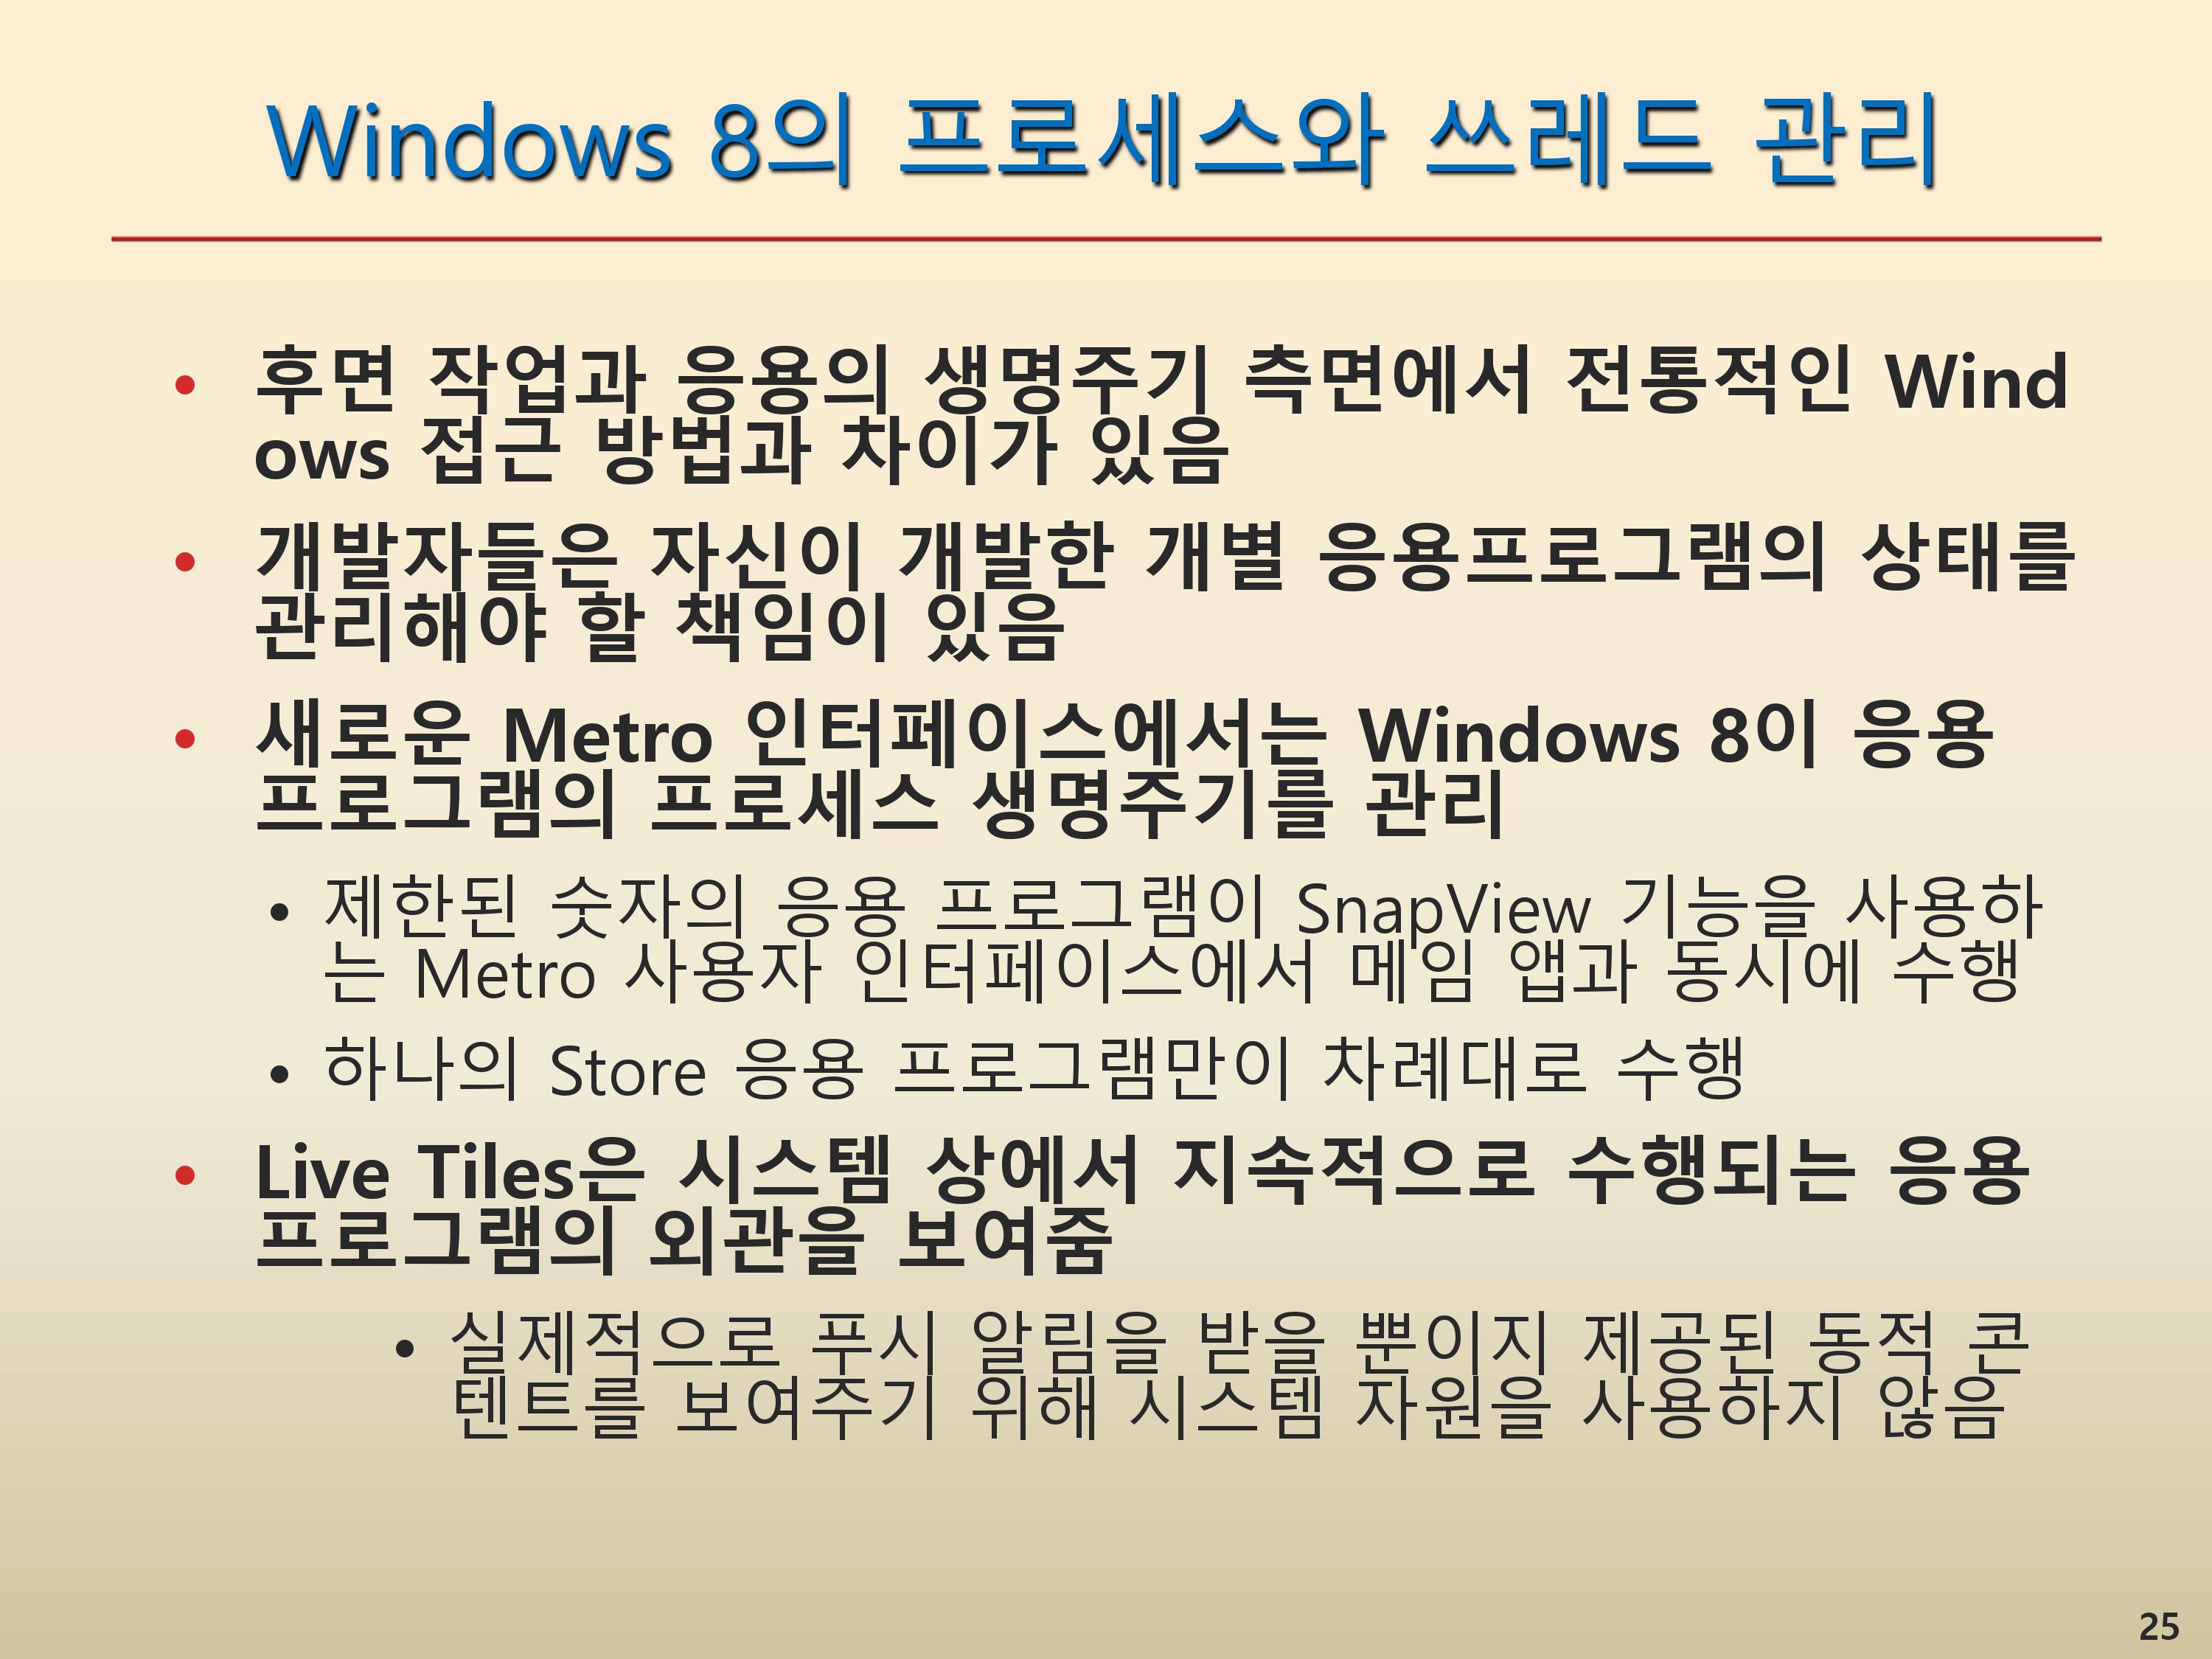 Windows 8의 프로세스와 쓰레드 관리
• 후면 작업과 응용의 생명주기 측면에서 전통적인 Wind
ows 접근 방법과 차이가 있음
• 개발자들은 자신이 개발한 개별 응용프로그램의 상태를
관리해야 할 책임이 있음
• 새로운 Metro 인터페이스에서는 Windows 8이 응용
프로그램의 프로세스 생명주기를 관리
• 제한된 숫자의 응용 프로그램이 SnapView 기능을 사용하
는 Metro 사용자 인터페이스에서 메임 앱과 동시에 수행
• 하나의 Store 응용 프로그램만이 차례대로 수행
• Live Tiles은 시스템 상에서 지속적으로 수행되는 응용
프로그램의 외관을 보여줌
• 실제적으로 푸시 알림을 받을 뿐이지 제공된 동적 콘
텐트를 보여주기 위해 시스템 자원을 사용하지 않음
25